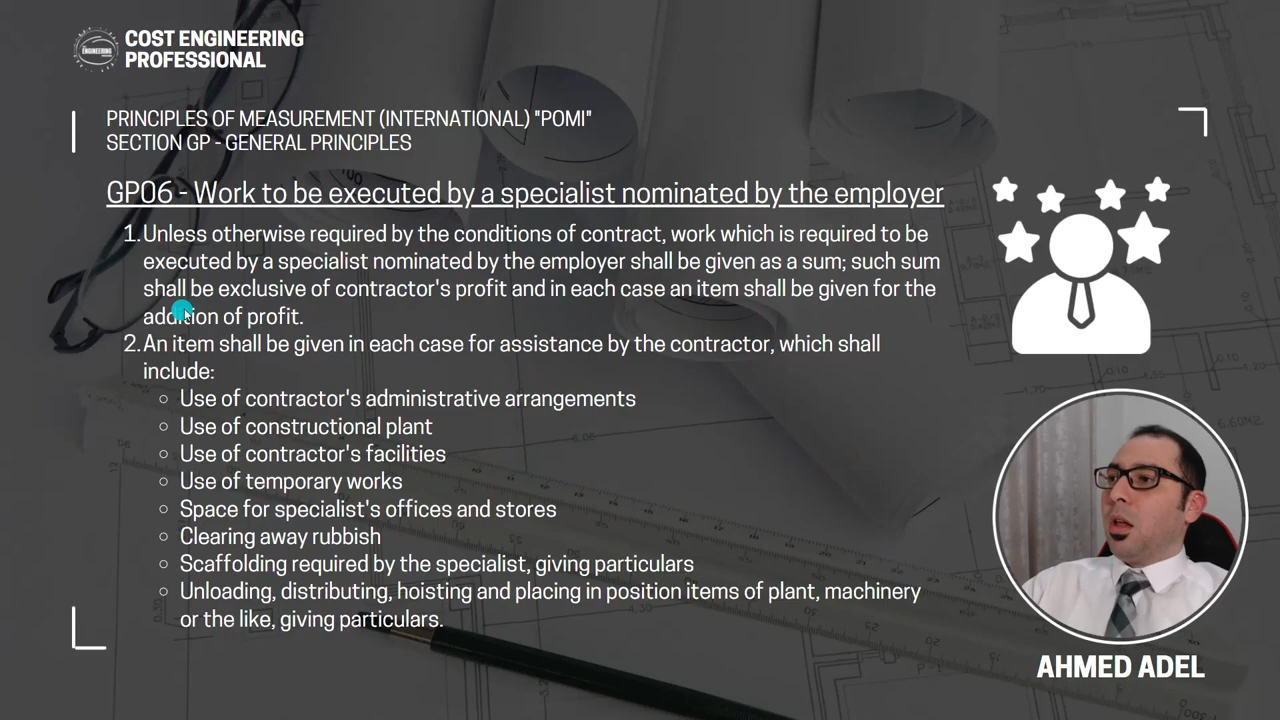 ENGINEERING
COST ENGINEERING
PROFESSIONAL
PRINCIPLES OF MEASUREMENT (INTERNATIONAL) "POMI"
SECTION GP - GENERAL PRINCIPLES
GP06 - Work to be executed by a specialist nominated by the employer
1. Unless otherwise required by the conditions of contract, work which is required to be
executed by a specialist nominated by the employer shall be given as a sum; such sum
shall be exclusive of contractor's profit and in each case an item shall be given for the
addition of profit.
2. An item shall be given in each case for assistance by the contractor, which shall
include:
○ Use of contractor's administrative arrangements
○ Use of constructional plant
○ Use of contractor's facilities
○ Use of temporary works
○ Space for specialist's offices and stores
○ Clearing away rubbish
○ Scaffolding required by the specialist, giving particulars
○ Unloading, distributing, hoisting and placing in position items of plant, machinery
or the like, giving particulars.
AHMED ADEL